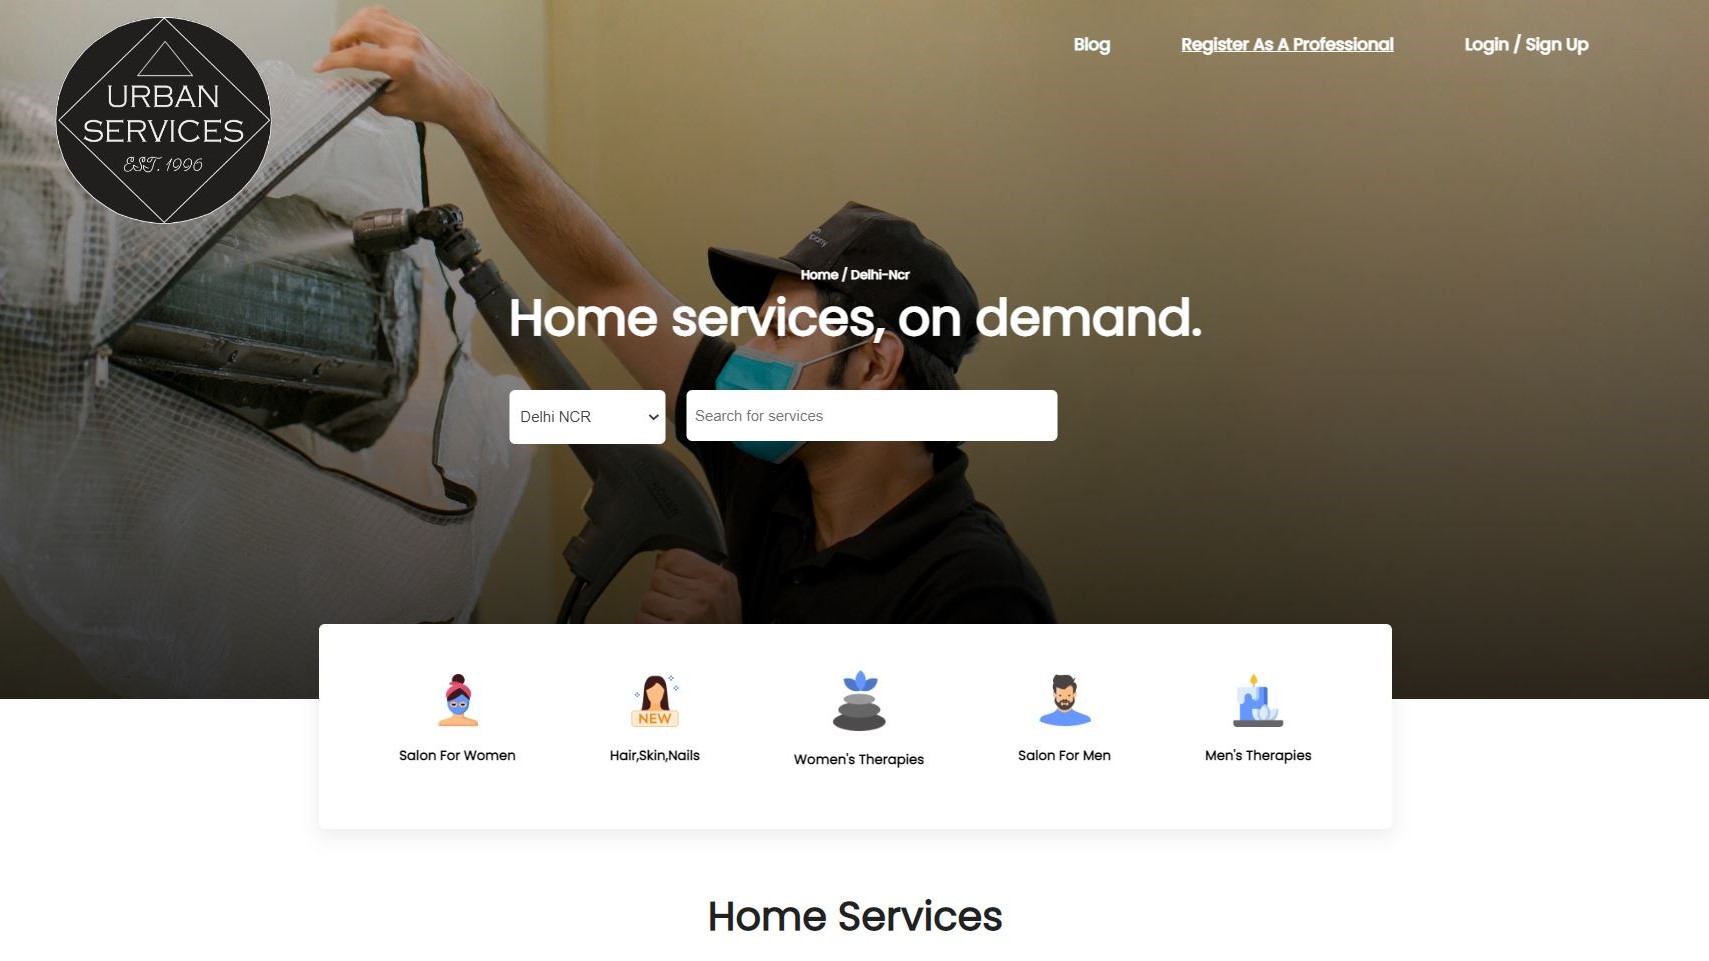 URBAN
SERVICES
EST. 1996
Blog
Register As A Professional
Login / Sign Up
Home / Delhi-Ncr
Home services, on demand.
Delhi NCR
Search for services
NEW
Salon For Women
Hair,Skin,Nails
Women's Therapies
Salon For Men
Men's Therapies
Home Services